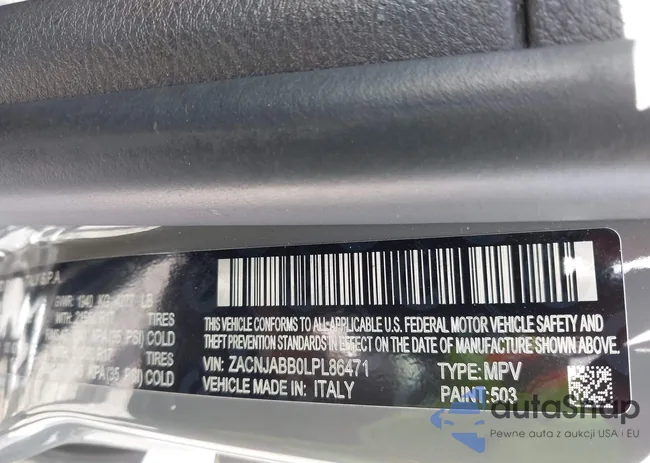 THIS VEHICLE CONFORMS TO ALL APPLICABLE U.S. FEDERAL MOTOR VEHICLE SAFETY AND
THEFT PREVENTION STANDARDS IN EFFECT ON THE DATE OF MANUFACTURE SHOWN ABOVE.
VIN: ZACNJABB0LPL86471 TYPE: MPV
VEHICLE MADE IN: ITALY PAINT: 503
TIRES
COLD
TIRES
COLD
autaSnap
Pewne auta z aukcji USA i EU